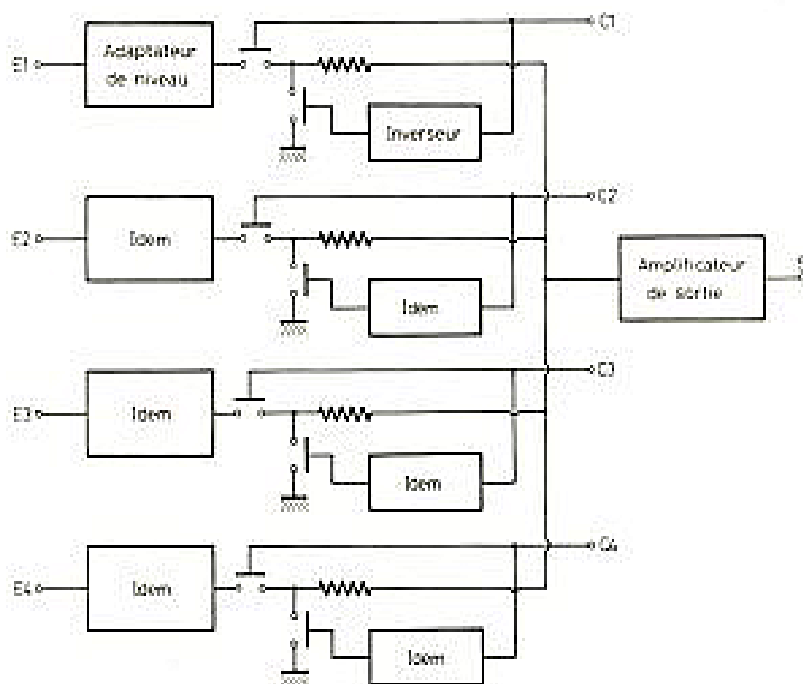 E1
Adaptateur
de niveau
C1
Inverseur
E2
Idem
C2
Idem
Amplificateur
de sortie
S
E3
Idem
C3
Idem
E4
Idem
C4
Idem